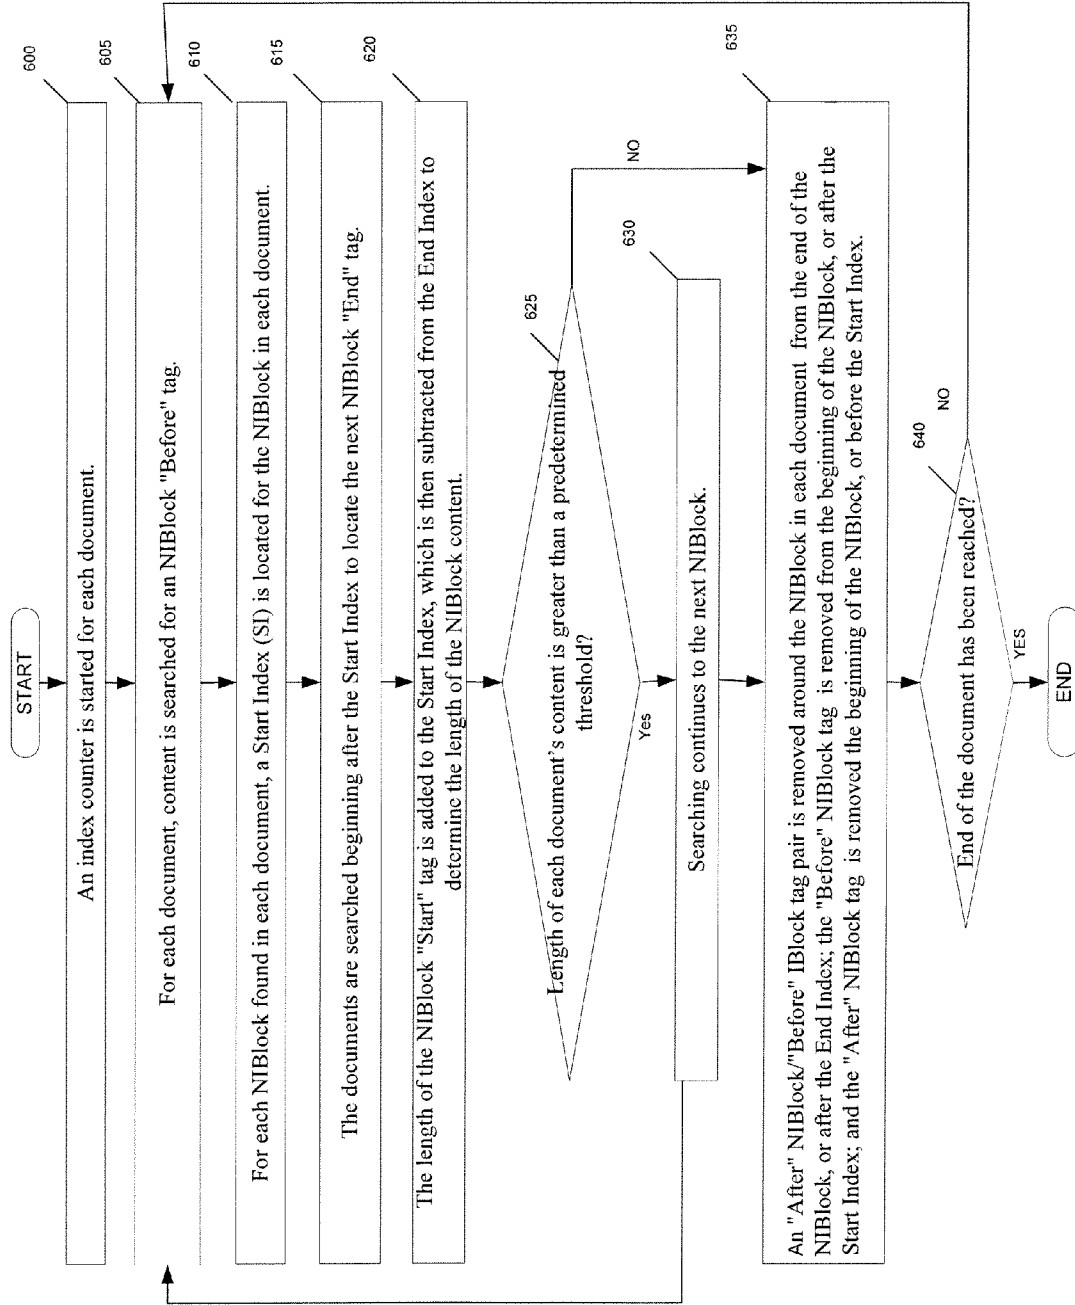 START
600
An index counter is started for each document.
605
For each document, content is searched for an NIBlock "Before" tag.
610
For each NIBlock found in each document, a Start Index (SI) is located for the NIBlock in each document.
615
The documents are searched beginning after the Start Index to locate the next NIBlock "End" tag.
620
The length of the NIBlock "Start" tag is added to the Start Index, which is then subtracted from the End Index to
determine the length of the NIBlock content.
625
Length of each document's content is greater than a predetermined
threshold?
NO
Yes
630
Searching continues to the next NIBlock.
635
An "After" NIBlock/"Before" IBlock tag pair is removed around the NIBlock in each document from the end of the
NIBlock, or after the End Index; the "Before" NIBlock tag is removed from the beginning of the NIBlock, or after the
Start Index; and the "After" NIBlock tag is removed the beginning of the NIBlock, or before the Start Index.
640
End of the document has been reached?
NO
YES
END